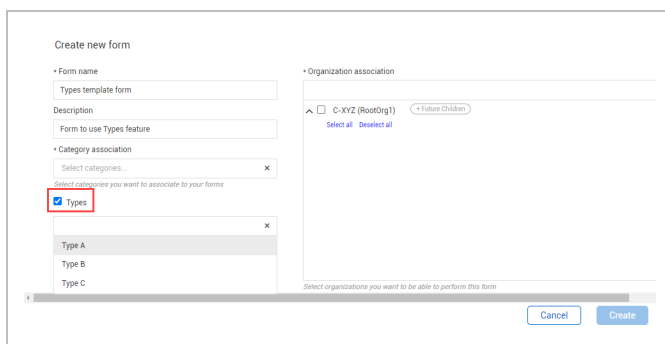 Create new form
* Form name
Types template form
Description
Form to use Types feature
* Category association
Select categories...
Select categories you want to associate to your forms
Types
Type A
Type B
Type C
* Organization association
C-XYZ (RootOrg1) + Future Children
Select all Deselect all
Select organizations you want to be able to perform this form
Cancel Create